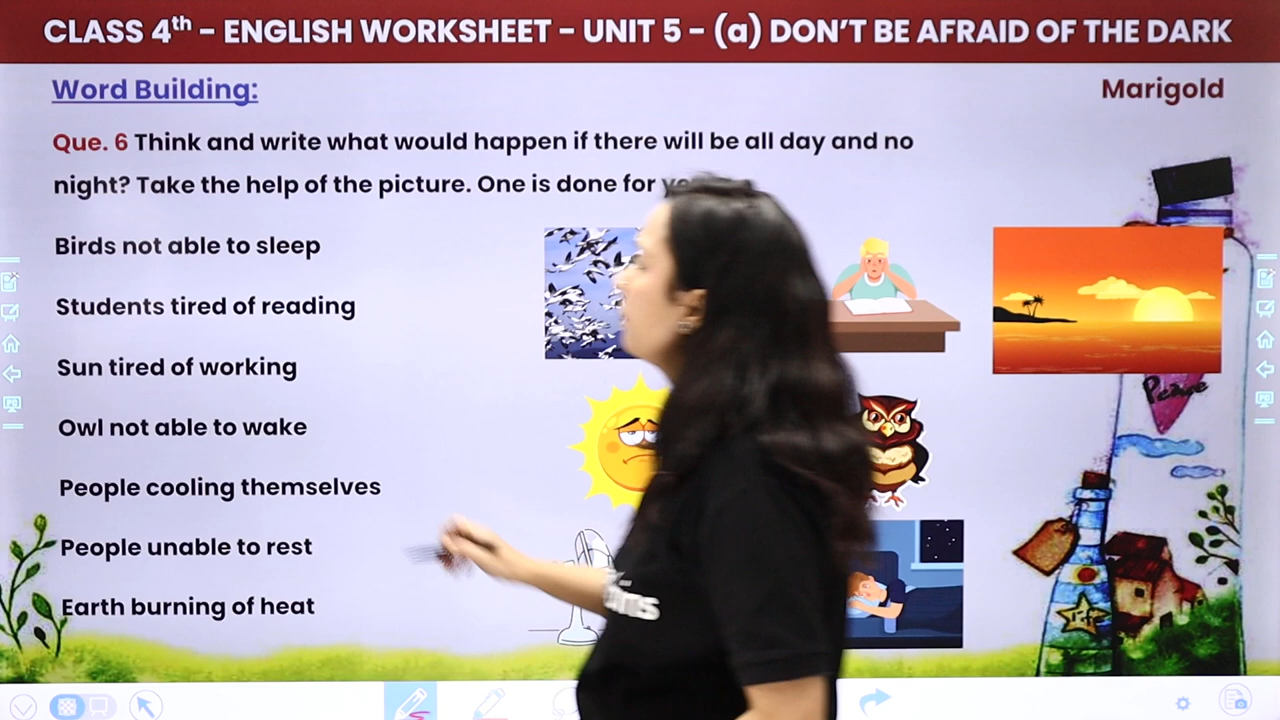 CLASS 4th – ENGLISH WORKSHEET – UNIT 5 – (a) DON'T BE AFRAID OF THE DARK
Word Building:
Marigold
Que. 6 Think and write what would happen if there will be all day and no
night? Take the help of the picture. One is done for
Birds not able to sleep
Students tired of reading
Sun tired of working
Owl not able to wake
People cooling themselves
People unable to rest
Earth burning of heat
Peace